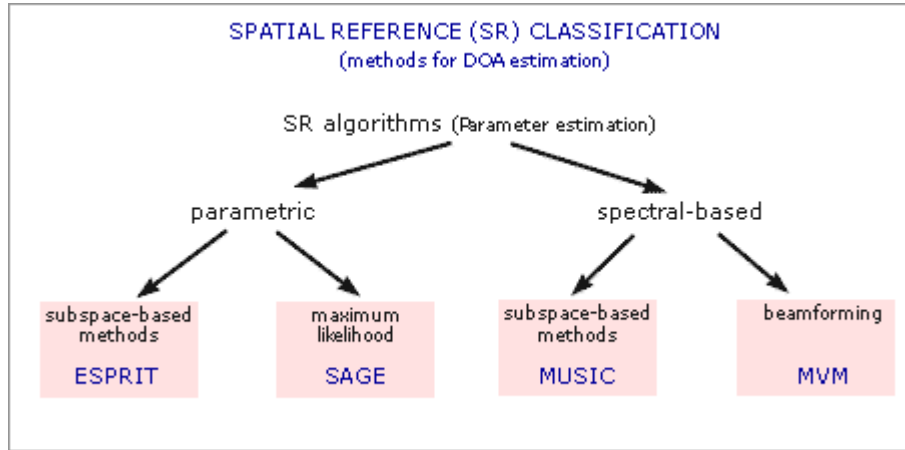 SPATIAL REFERENCE (SR) CLASSIFICATION
(methods for DOA estimation)
SR algorithms (Parameter estimation)
parametric
spectral-based
subspace-based
methods
ESPRIT
maximum
likelihood
SAGE
subspace-based
methods
MUSIC
beamforming
MVM